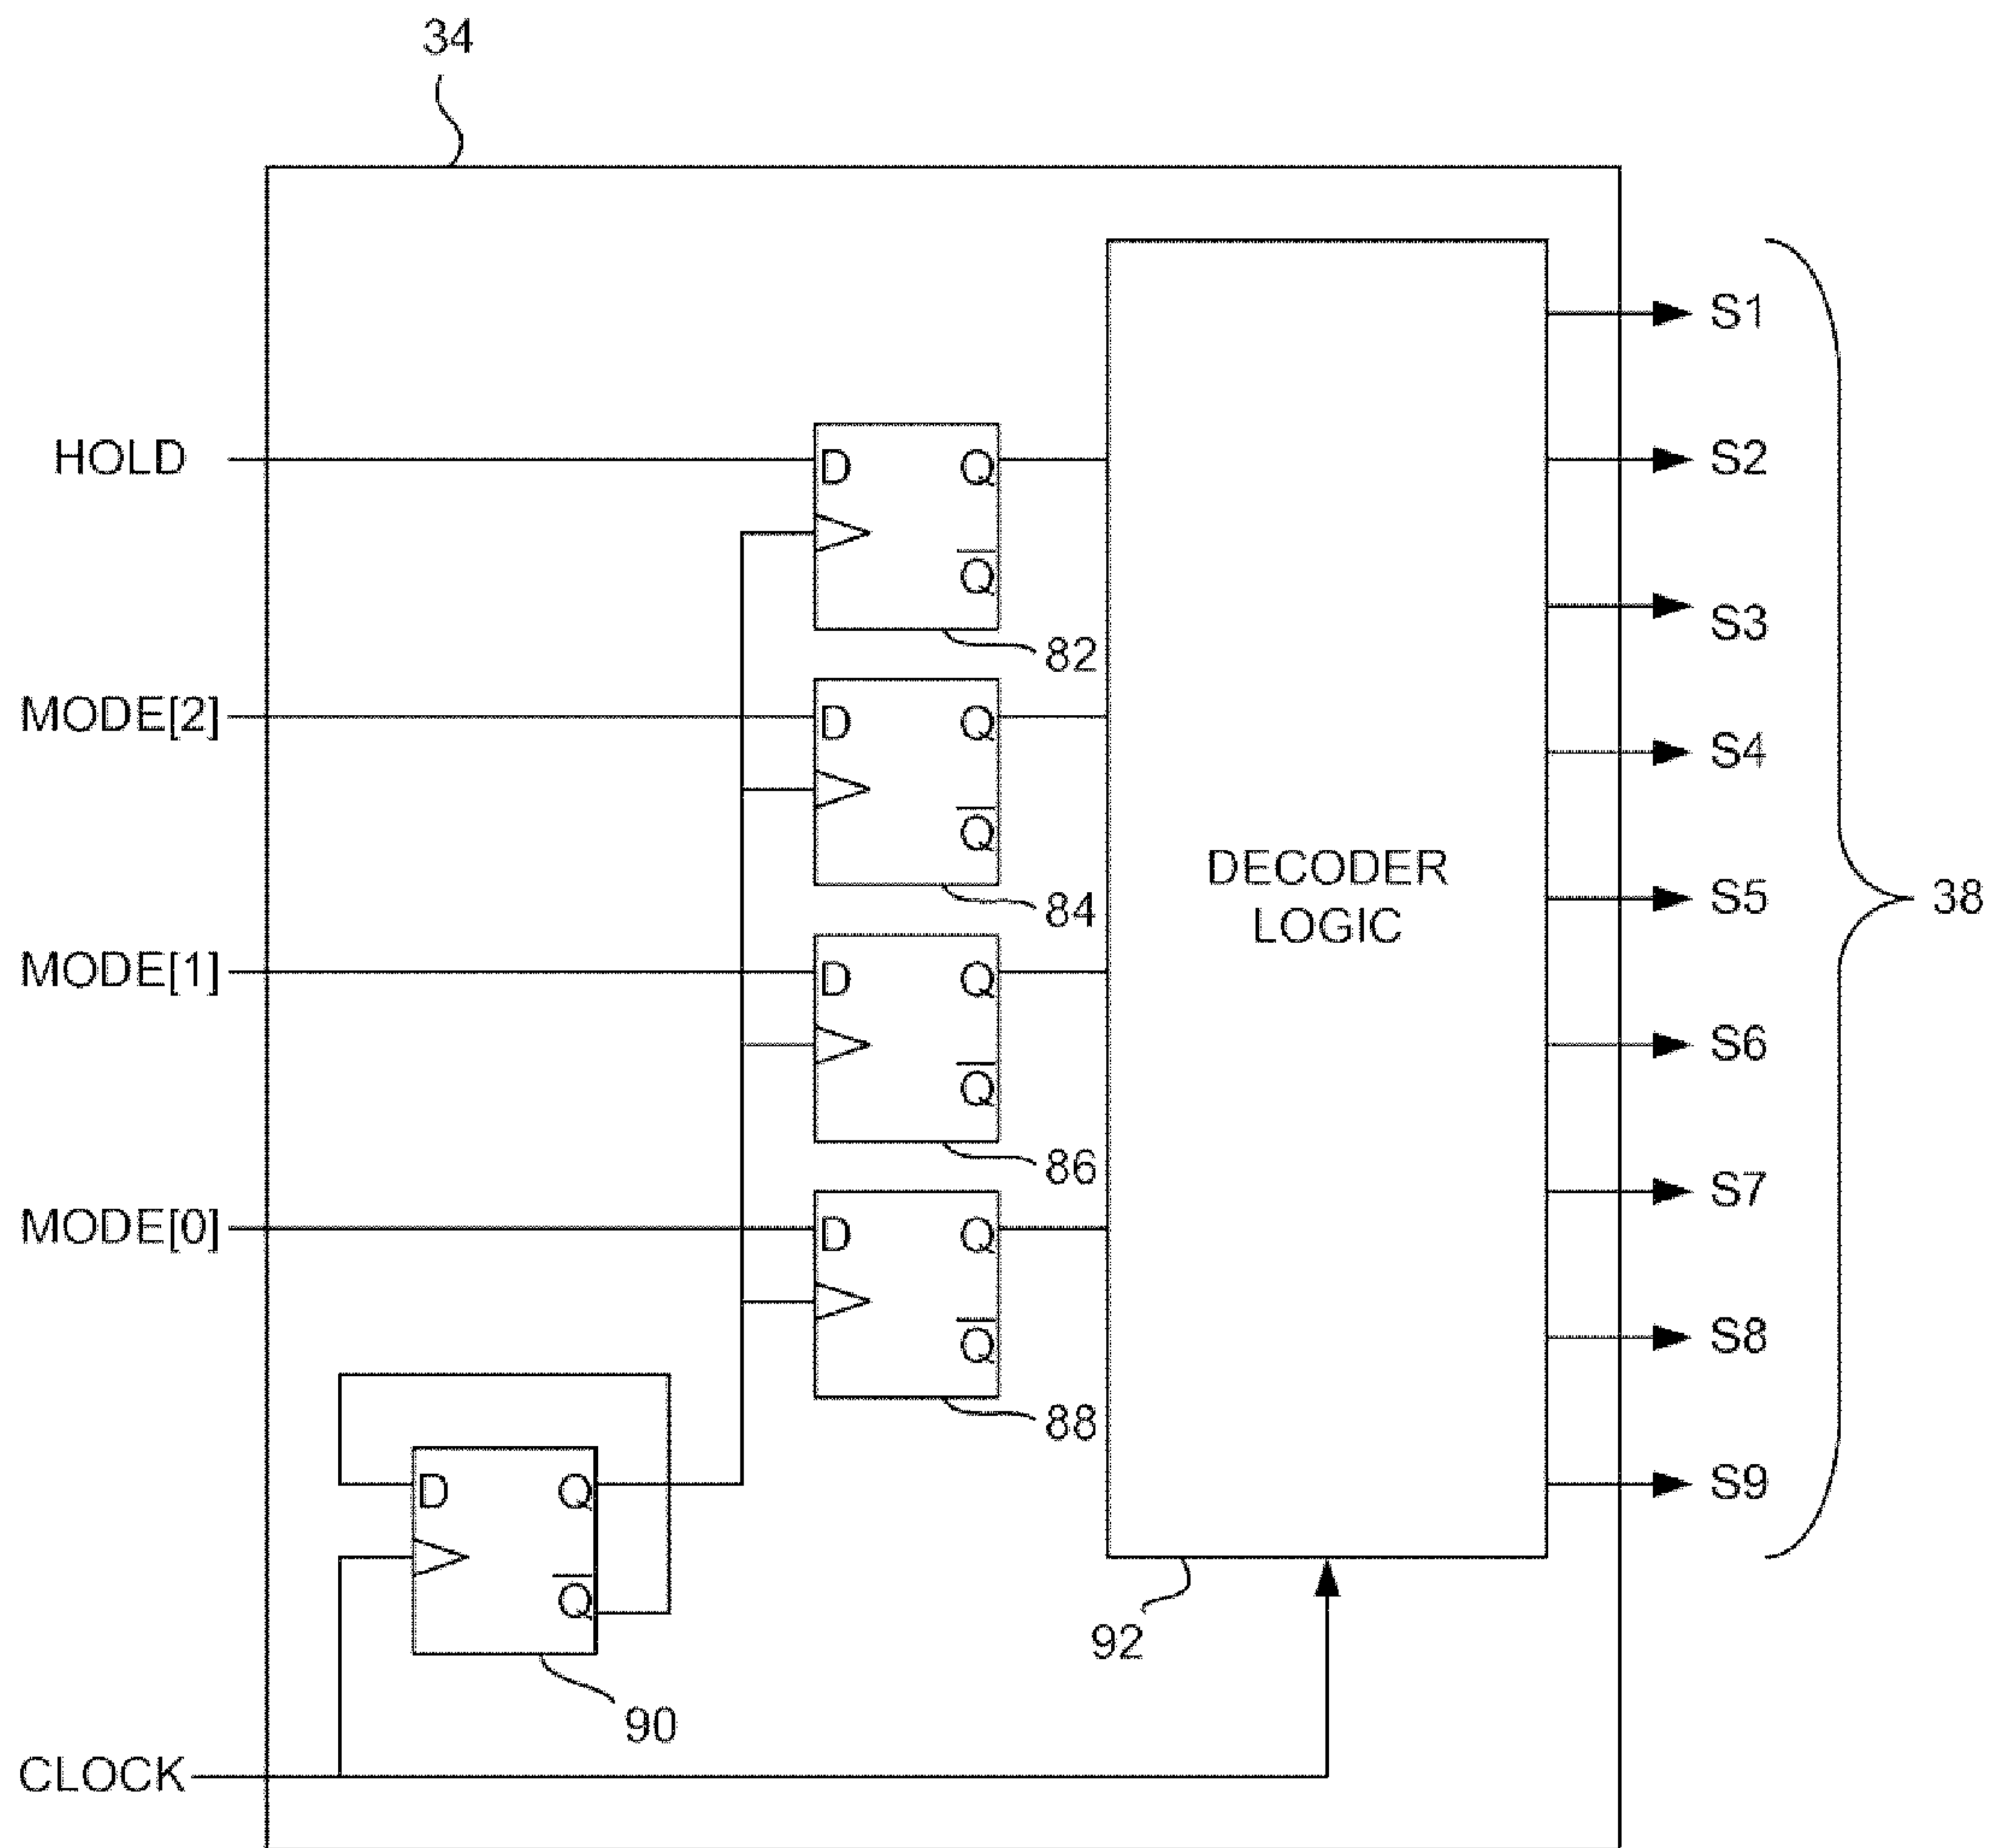 34
S1
HOLD
D
Q
S2
Q̅
S3
82
MODE[2]
D
Q
S4
Q̅
DECODER
LOGIC
84
S5
38
MODE[1]
D
Q
S6
Q̅
86
S7
MODE[0]
D
Q
S8
Q̅
88
D
Q
S9
Q̅
92
90
CLOCK